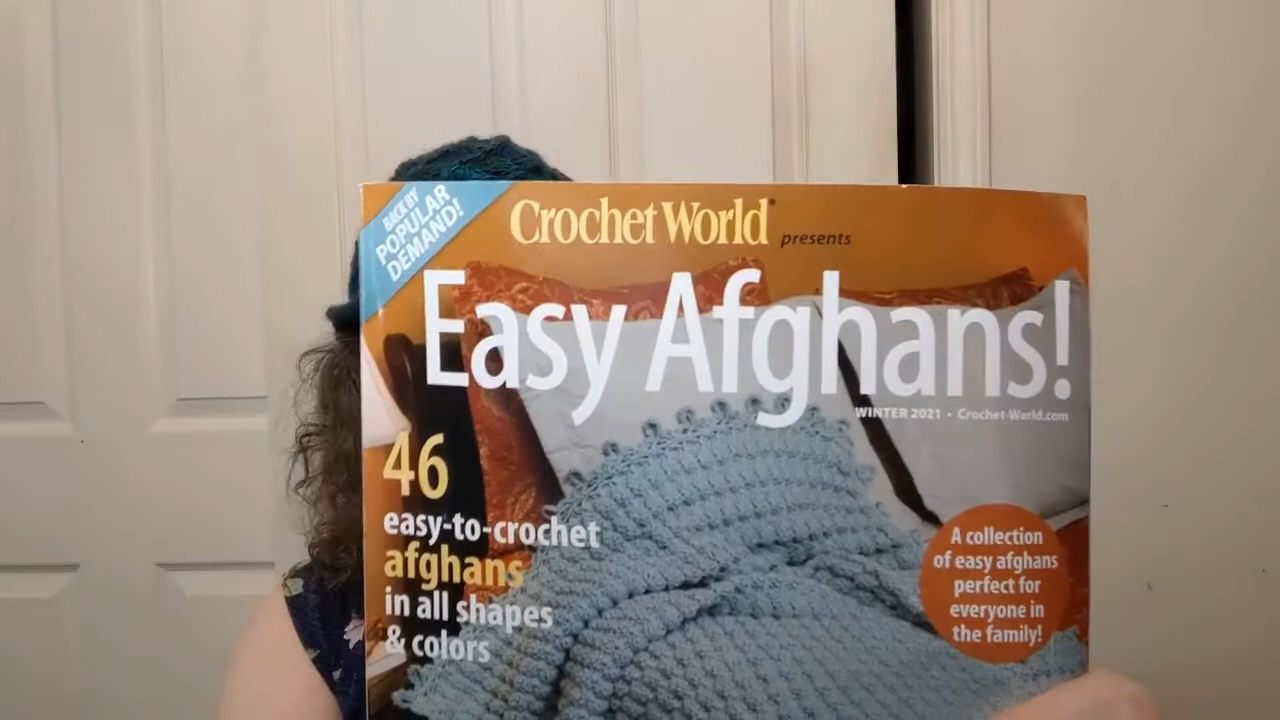 BACK BY
POPULAR
DEMAND!
Crochet World® presents
Easy Afghans!
WINTER 2021 • Crochet-World.com
46
easy-to-crochet
afghans
in all shapes
& colors
A collection
of easy afghans
perfect for
everyone in
the family!